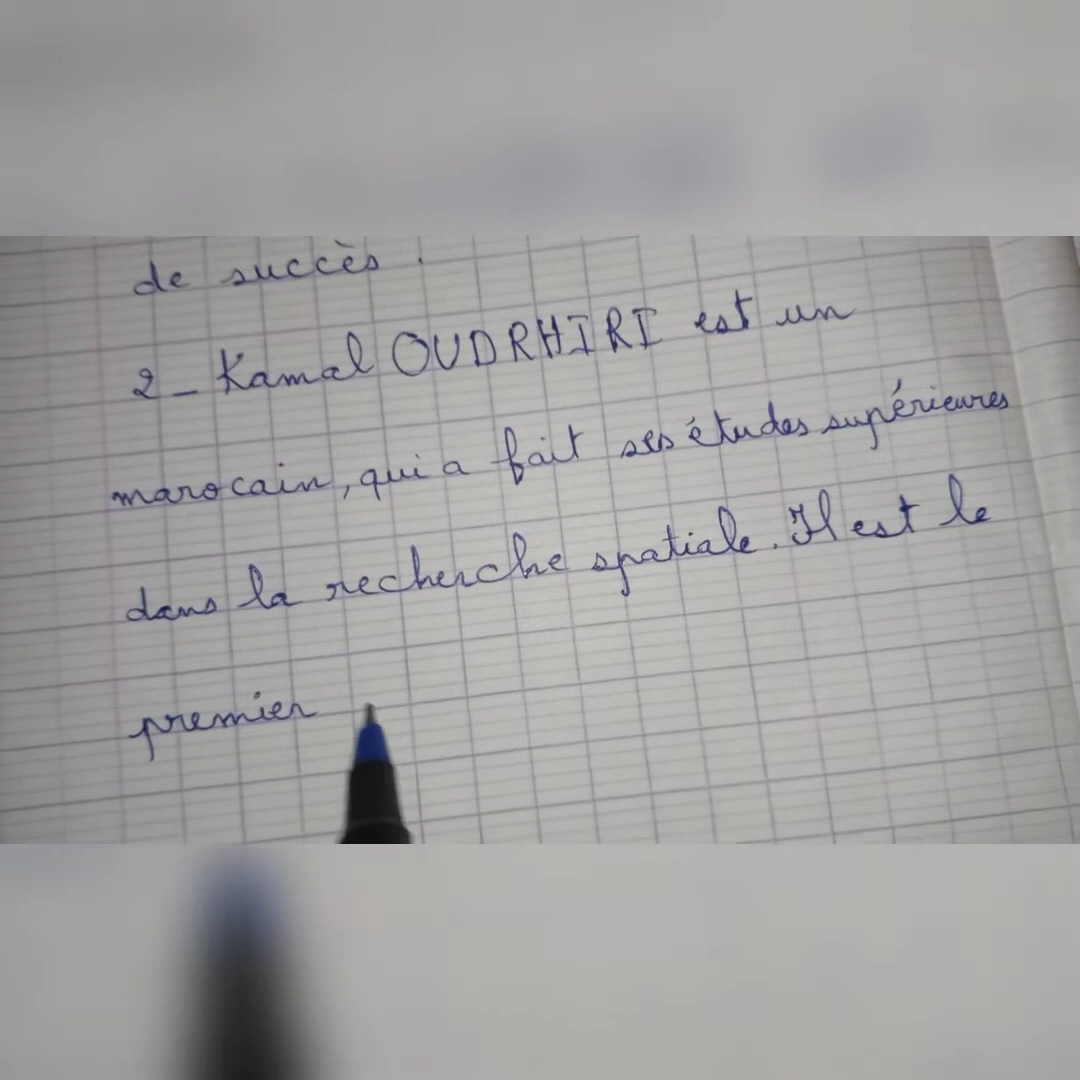 de succès.
2- Kamal OUDRHIRI est un
marocain, qui a fait ses études supérieures
dans la recherche spatiale. Il est le
premier